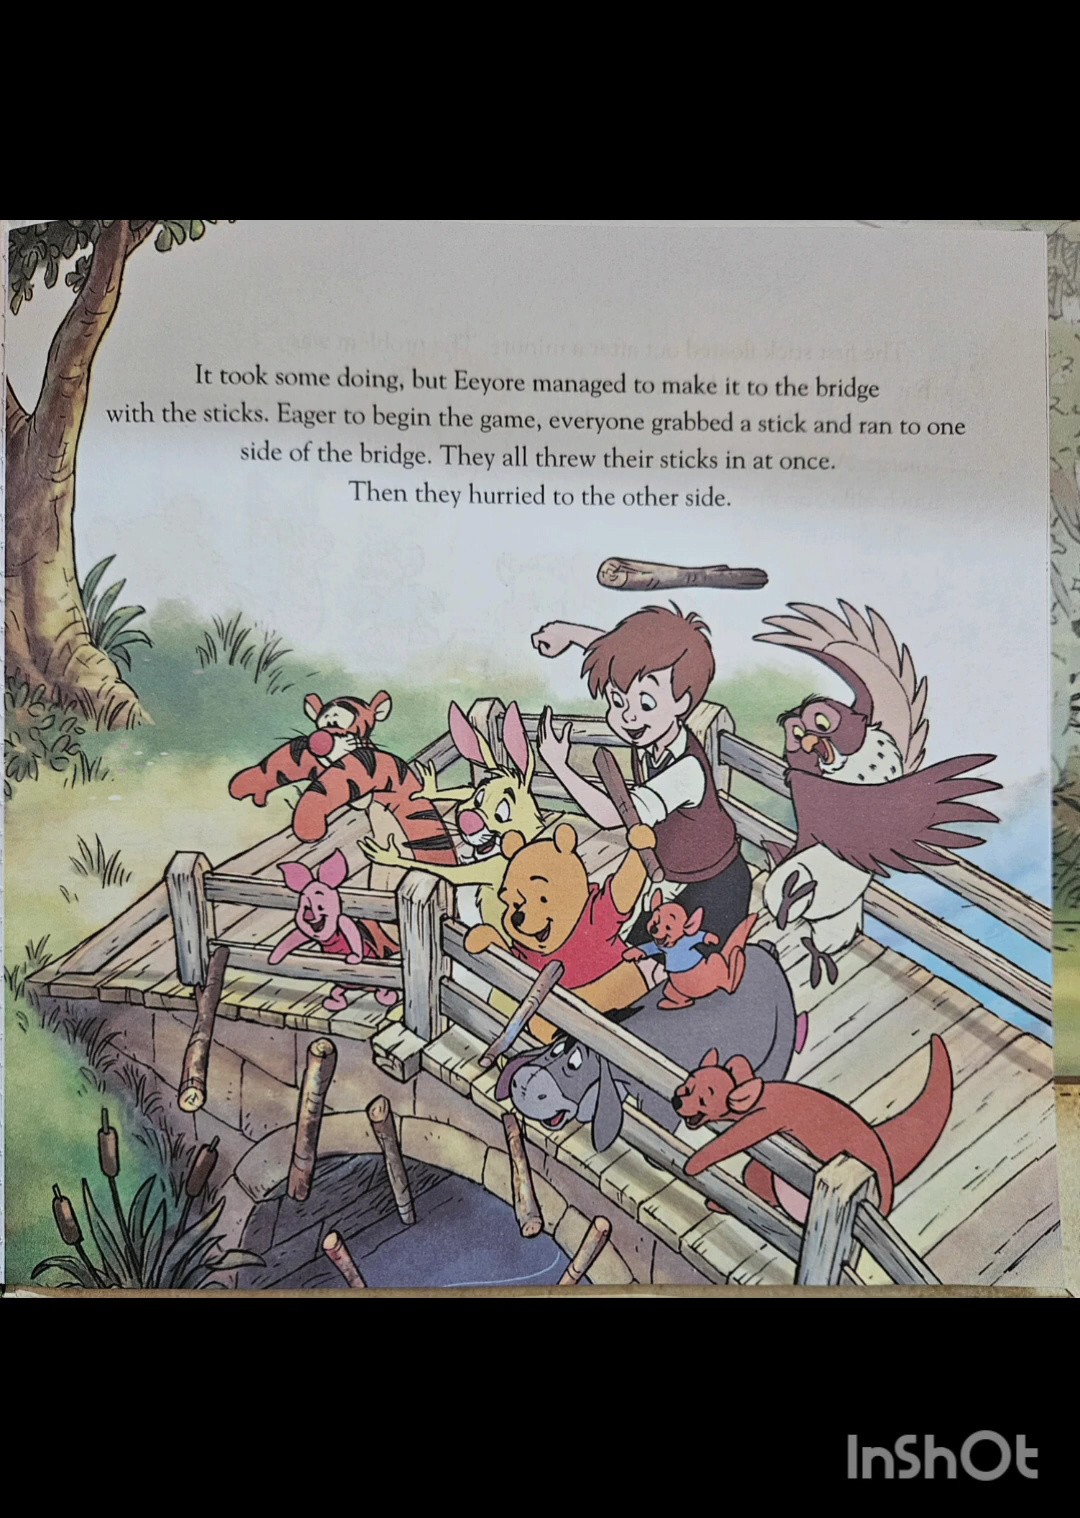 It took some doing, but Eeyore managed to make it to the bridge
with the sticks. Eager to begin the game, everyone grabbed a stick and ran to one
side of the bridge. They all threw their sticks in at once.
Then they hurried to the other side.
InShOt